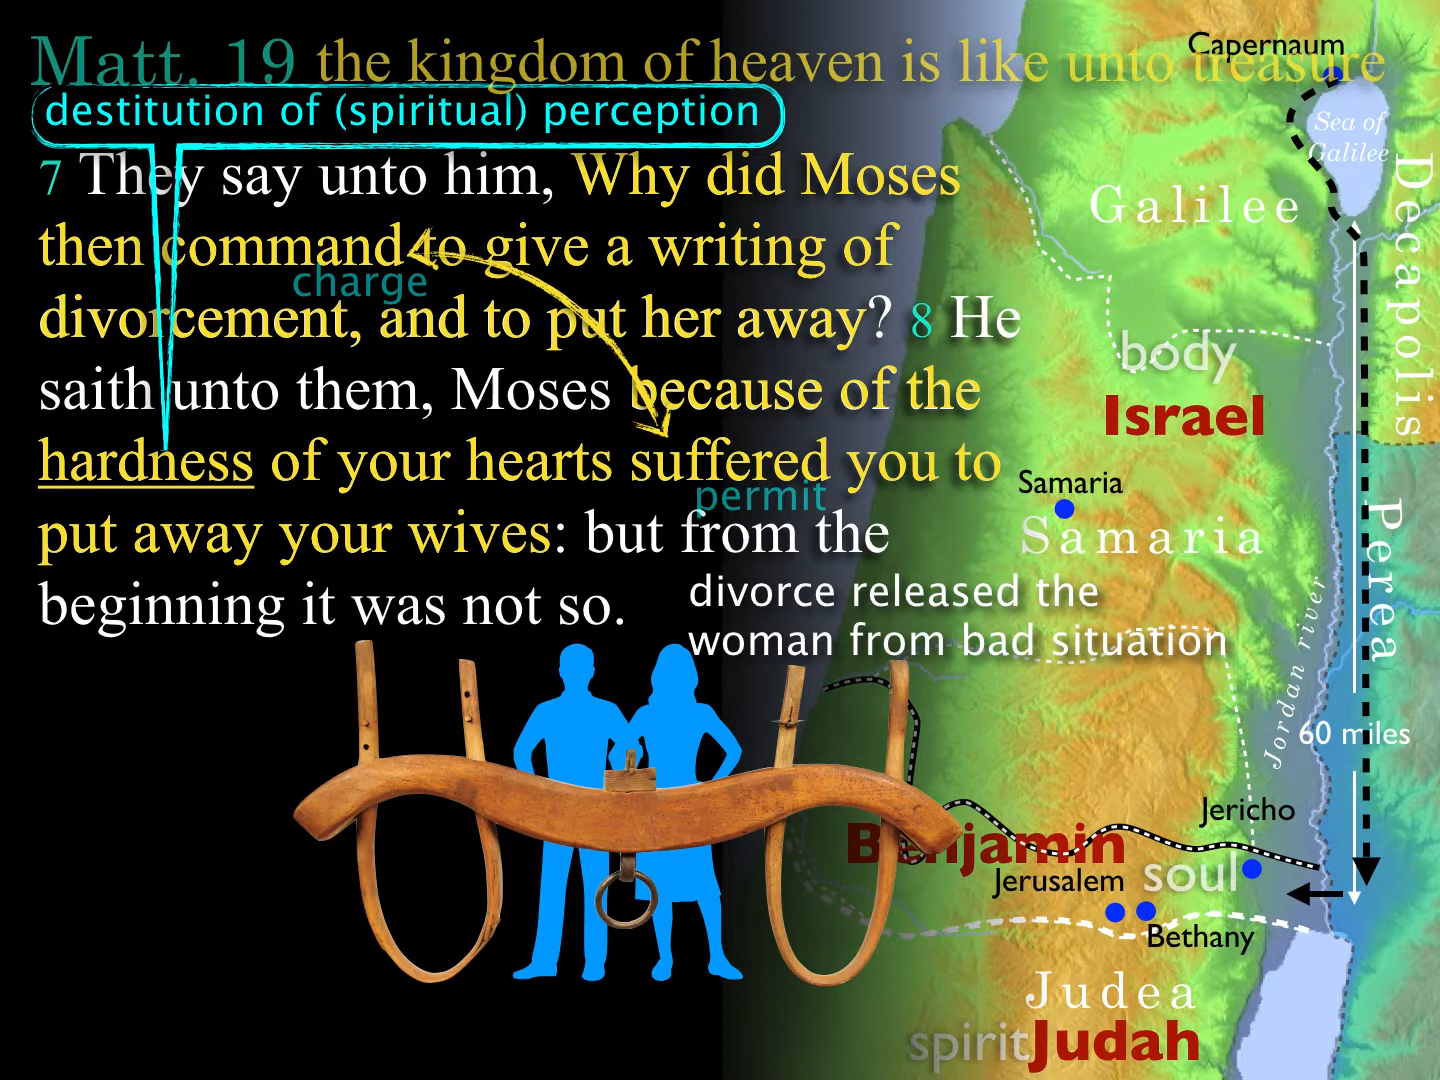 Matt. 19 the kingdom of heaven is like unto treasure
destitution of (spiritual) perception
7 They say unto him, Why did Moses
then command to give a writing of
charge
divorcement, and to put her away? 8 He
saith unto them, Moses because of the
hardness of your hearts suffered you to
permit
put away your wives: but from the
beginning it was not so.
divorce released the
woman from bad situation
Capernaum
Sea of
Galilee
Galilee
Decapolis
body
Israel
Samaria
Samaria
Perea
Jordan river
60 miles
Jericho
Benjamin
Jerusalem
soul
Bethany
Judea
spirit Judah